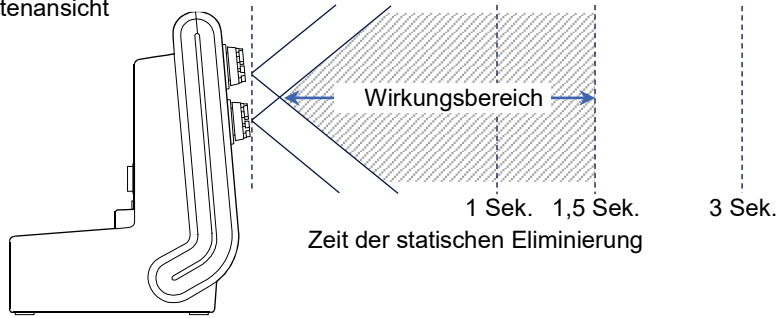 tenansicht
Wirkungsbereich
1 Sek. 1,5 Sek. 3 Sek.
Zeit der statischen Eliminierung